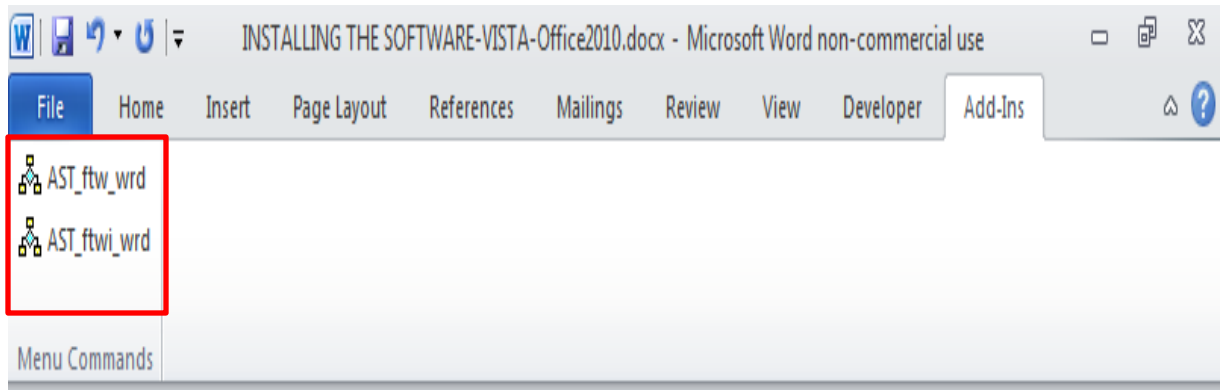 W INSTALLING THE SOFTWARE-VISTA-Office2010.docx - Microsoft Word non-commercial use
File Home Insert Page Layout References Mailings Review View Developer Add-Ins ?
AST_ftw_wrd
AST_ftwi_wrd
Menu Commands